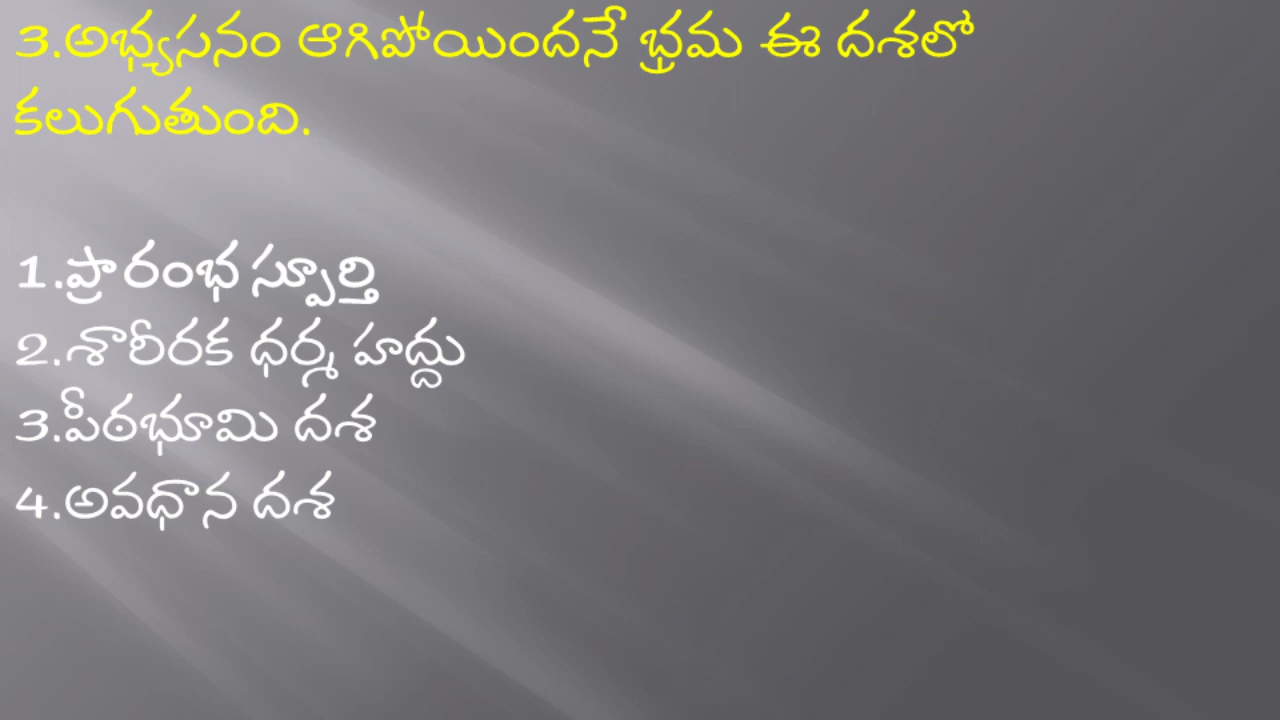 3.అభ్యసనం ఆగిపోయిందనే భ్రమ ఈ దశలో
కలుగుతుంది.
1.ప్రారంభ స్ఫూర్తి
2.శారీరక ధర్మ హద్దు
3.పీఠభూమి దశ
4.అవధాన దశ